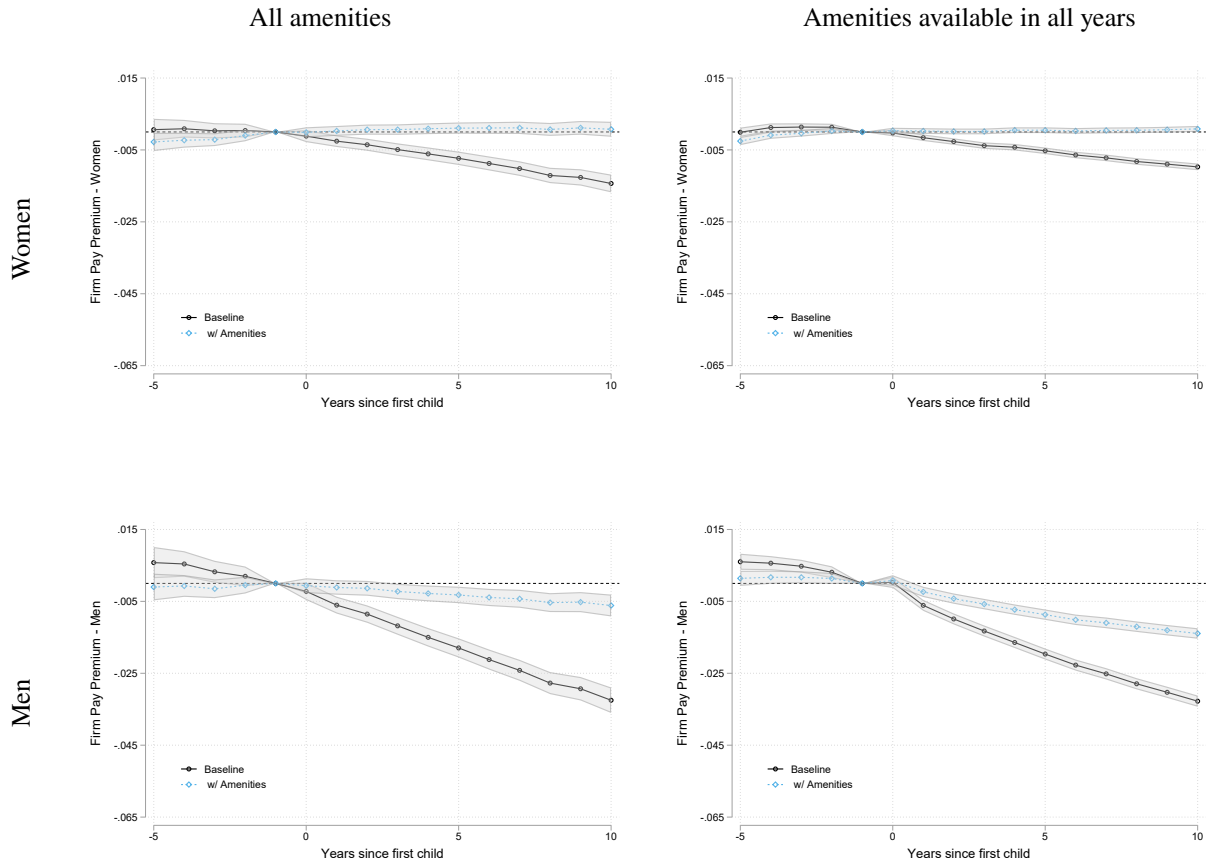 All amenities
Amenities available in all years
Women
Firm Pay Premium - Women
.015
-.005
-.025
-.045
-.065
Baseline
w/ Amenities
-5
0
5
10
Years since first child
Firm Pay Premium - Women
.015
-.005
-.025
-.045
-.065
Baseline
w/ Amenities
-5
0
5
10
Years since first child
Men
Firm Pay Premium - Men
.015
-.005
-.025
-.045
-.065
Baseline
w/ Amenities
-5
0
5
10
Years since first child
Firm Pay Premium - Men
.015
-.005
-.025
-.045
-.065
Baseline
w/ Amenities
-5
0
5
10
Years since first child